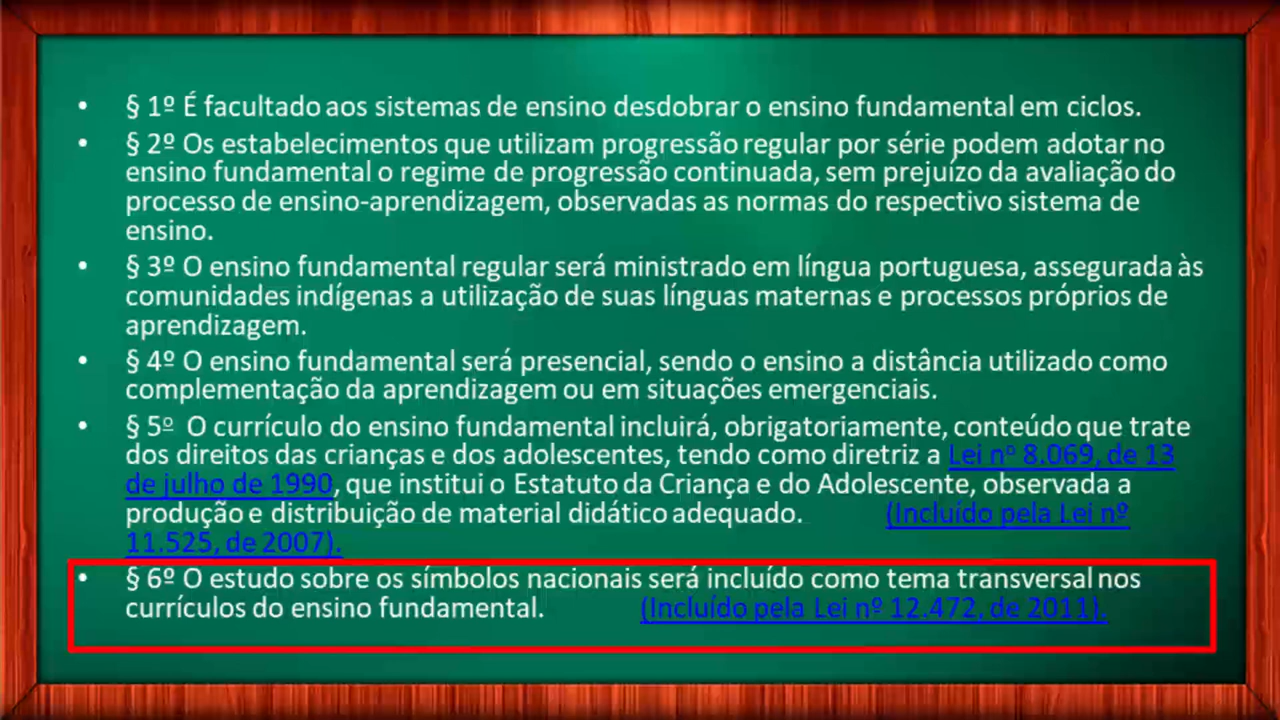 • § 1º É facultado aos sistemas de ensino desdobrar o ensino fundamental em ciclos.
• § 2º Os estabelecimentos que utilizam progressão regular por série podem adotar no
ensino fundamental o regime de progressão continuada, sem prejuízo da avaliação do
processo de ensino-aprendizagem, observadas as normas do respectivo sistema de
ensino.
• § 3º O ensino fundamental regular será ministrado em língua portuguesa, assegurada às
comunidades indígenas a utilização de suas línguas maternas e processos próprios de
aprendizagem.
• § 4º O ensino fundamental será presencial, sendo o ensino a distância utilizado como
complementação da aprendizagem ou em situações emergenciais.
• § 5º O currículo do ensino fundamental incluirá, obrigatoriamente, conteúdo que trate
dos direitos das crianças e dos adolescentes, tendo como diretriz a Lei nº 8.069, de 13
de julho de 1990, que institui o Estatuto da Criança e do Adolescente, observada a
produção e distribuição de material didático adequado. (Incluído pela Lei nº
11.525, de 2007).
• § 6º O estudo sobre os símbolos nacionais será incluído como tema transversal nos
currículos do ensino fundamental. (Incluído pela Lei nº 12.472, de 2011).